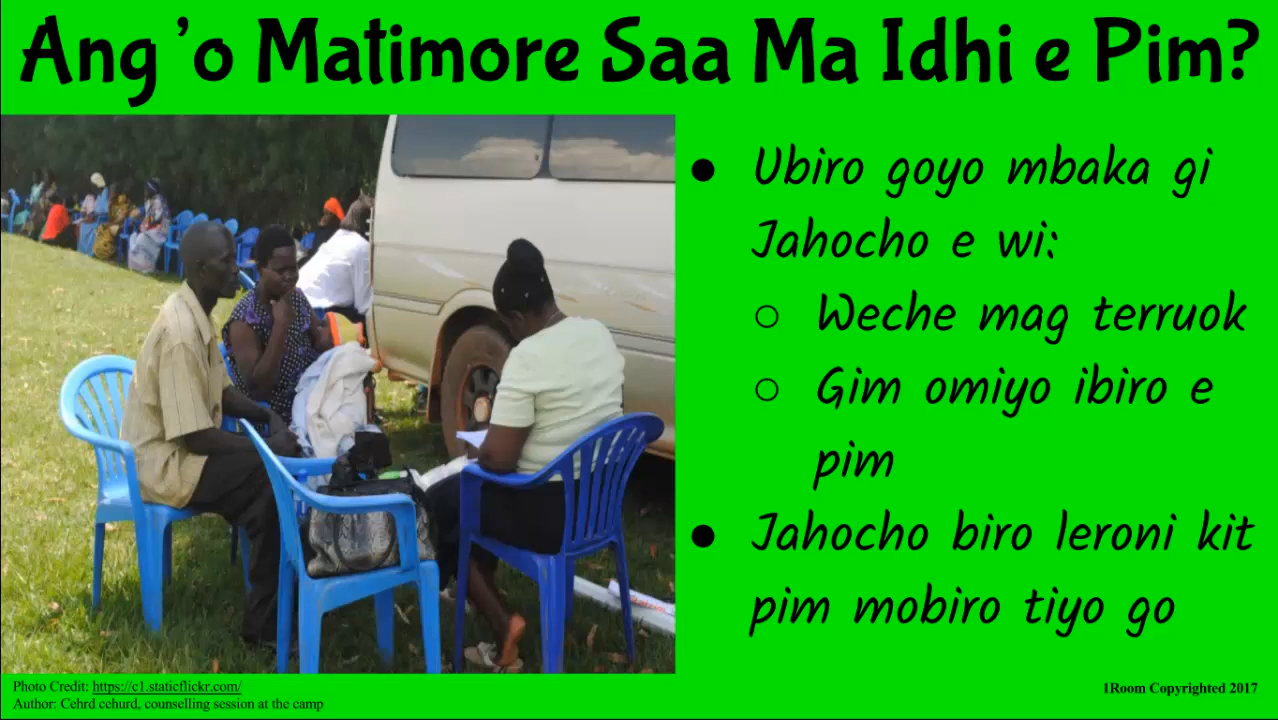 Ang'o Matimore Saa Ma Idhi e Pim?
● Ubiro goyo mbaka gi
Jahocho e wi:
○ Weche mag terruok
○ Gim omiyo ibiro e
pim
● Jahocho biro leroni kit
pim mobiro tiyo go
Photo Credit: https://c1.staticflickr.com/
Author: Cehrd cehurd, counselling session at the camp
1Room Copyrighted 2017